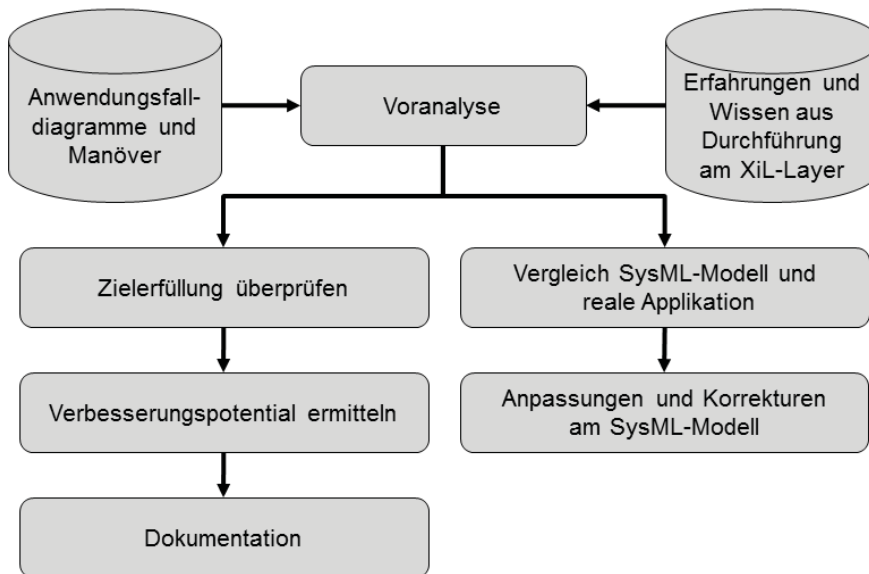 Anwendungsfall-
diagramme und
Manöver
Voranalyse
Erfahrungen und
Wissen aus
Durchführung
am XiL-Layer
Zielerfüllung überprüfen
Vergleich SysML-Modell und
reale Applikation
Verbesserungspotential ermitteln
Anpassungen und Korrekturen
am SysML-Modell
Dokumentation